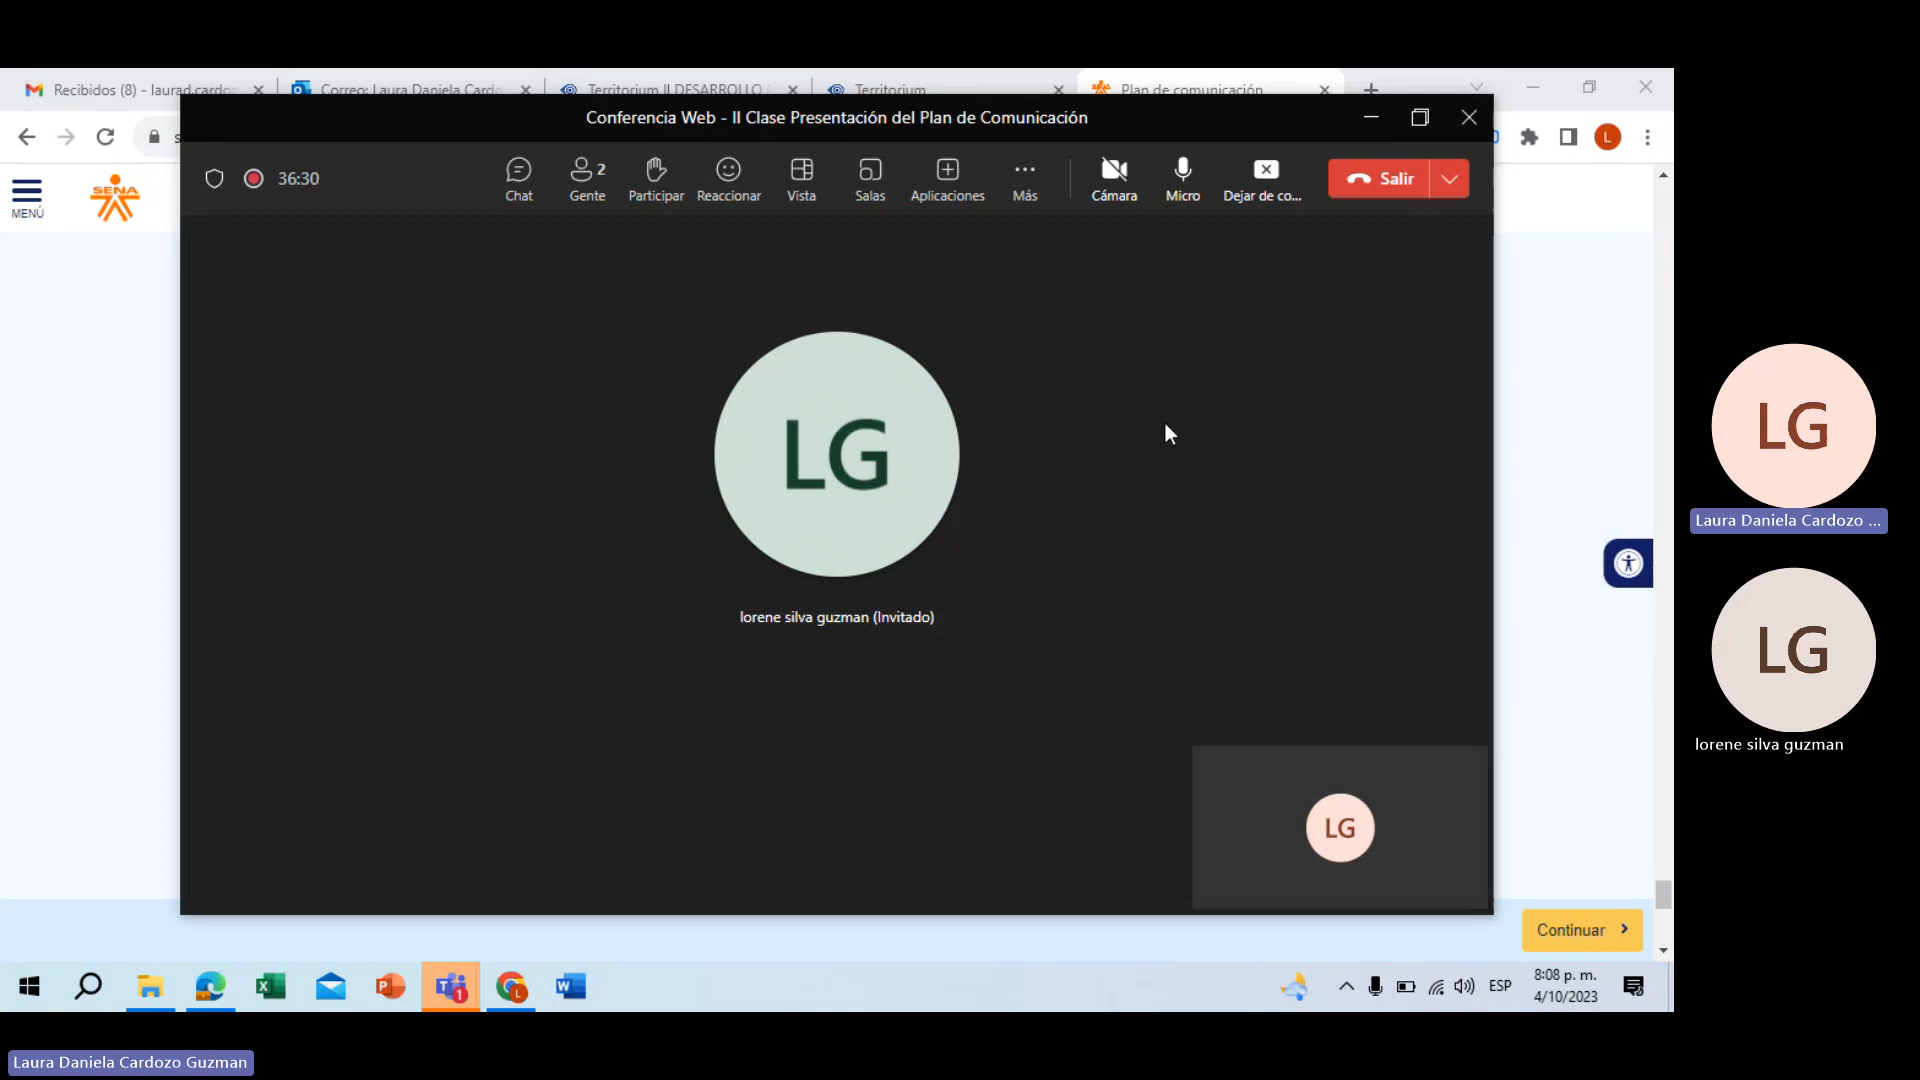 Recibidos (8) - laurad.cardoz
Correo: Laura Daniela Cardo
Territorium II DESARROLLO
Territorium
Plan de comunicación
Conferencia Web - II Clase Presentación del Plan de Comunicación
L
MENÚ
SENA
36:30
Chat
2
Gente
Participar
Reaccionar
Vista
Salas
Aplicaciones
Más
Cámara
Micro
Dejar de co...
Salir
LG
lorene silva guzman (Invitado)
LG
LG
Laura Daniela Cardozo ...
LG
lorene silva guzman
Continuar
ESP
8:08 p. m.
4/10/2023
Laura Daniela Cardozo Guzman